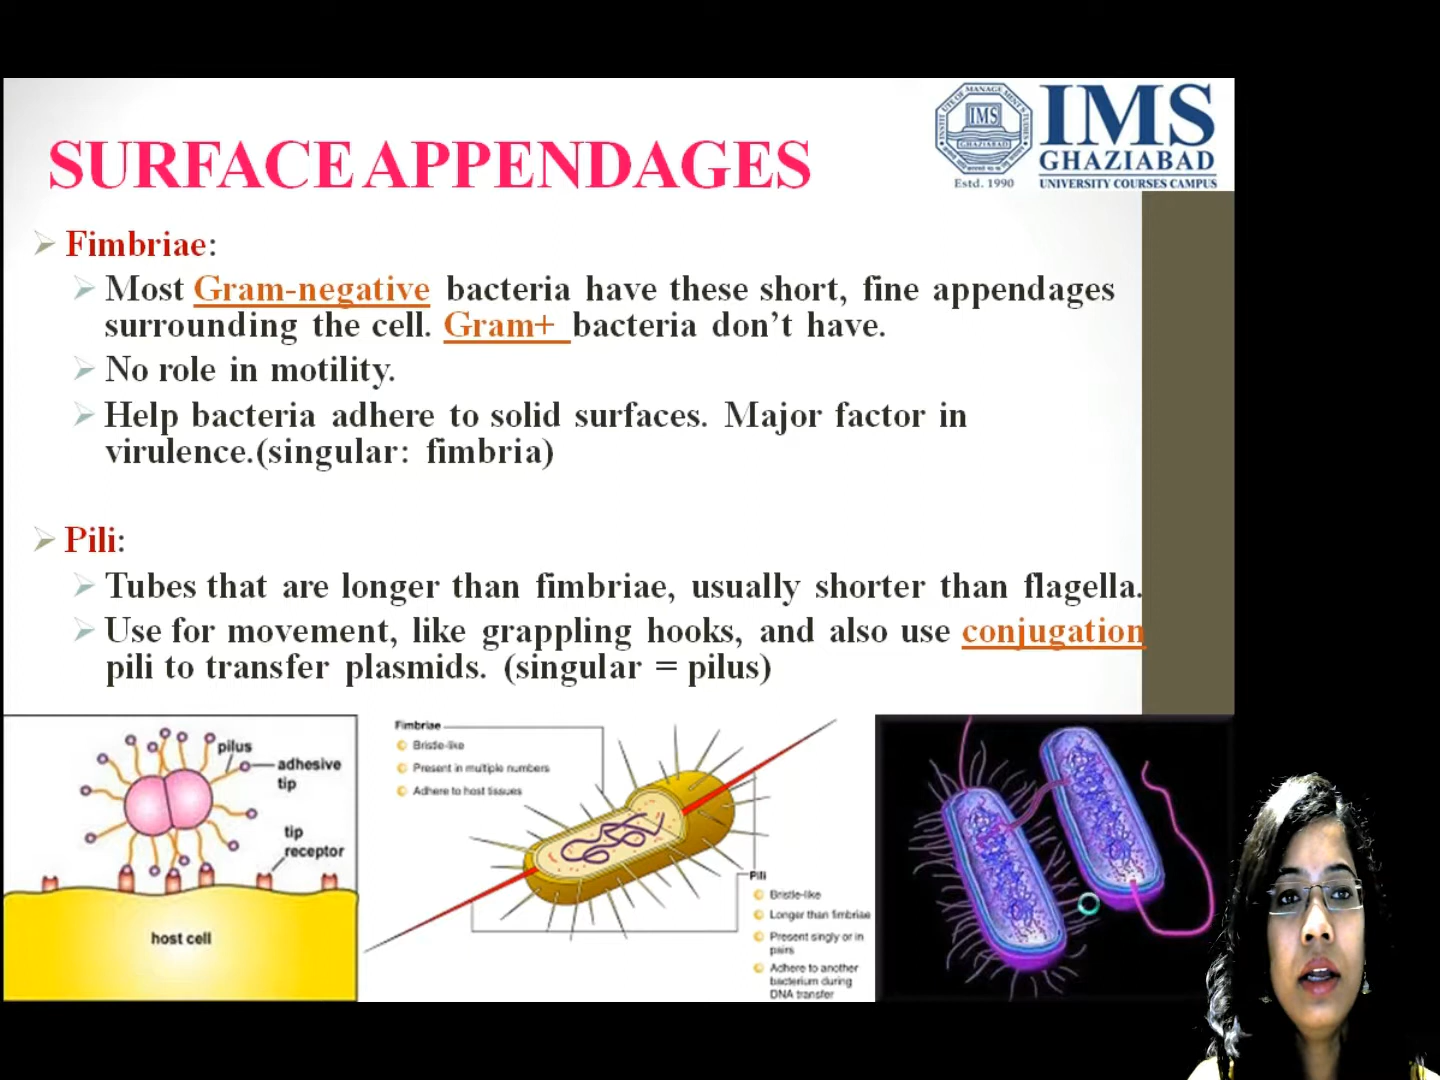 IMS
GHAZIABAD
UNIVERSITY COURSES CAMPUS
IMS
GHAZIABAD
Estd. 1990
SURFACE APPENDAGES
Fimbriae:
Most Gram-negative bacteria have these short, fine appendages
surrounding the cell. Gram+ bacteria don’t have.
No role in motility.
Help bacteria adhere to solid surfaces. Major factor in
virulence.(singular: fimbria)
Pili:
Tubes that are longer than fimbriae, usually shorter than flagella.
Use for movement, like grappling hooks, and also use conjugation
pili to transfer plasmids. (singular = pilus)
pilus
adhesive
tip
tip
receptor
host cell
Fimbriae
Bristle-like
Present in multiple numbers
Adhere to host tissues
Pili
Bristle-like
Longer than fimbriae
Present singly or in
pairs
Adhere to another
bacterium during
DNA transfer